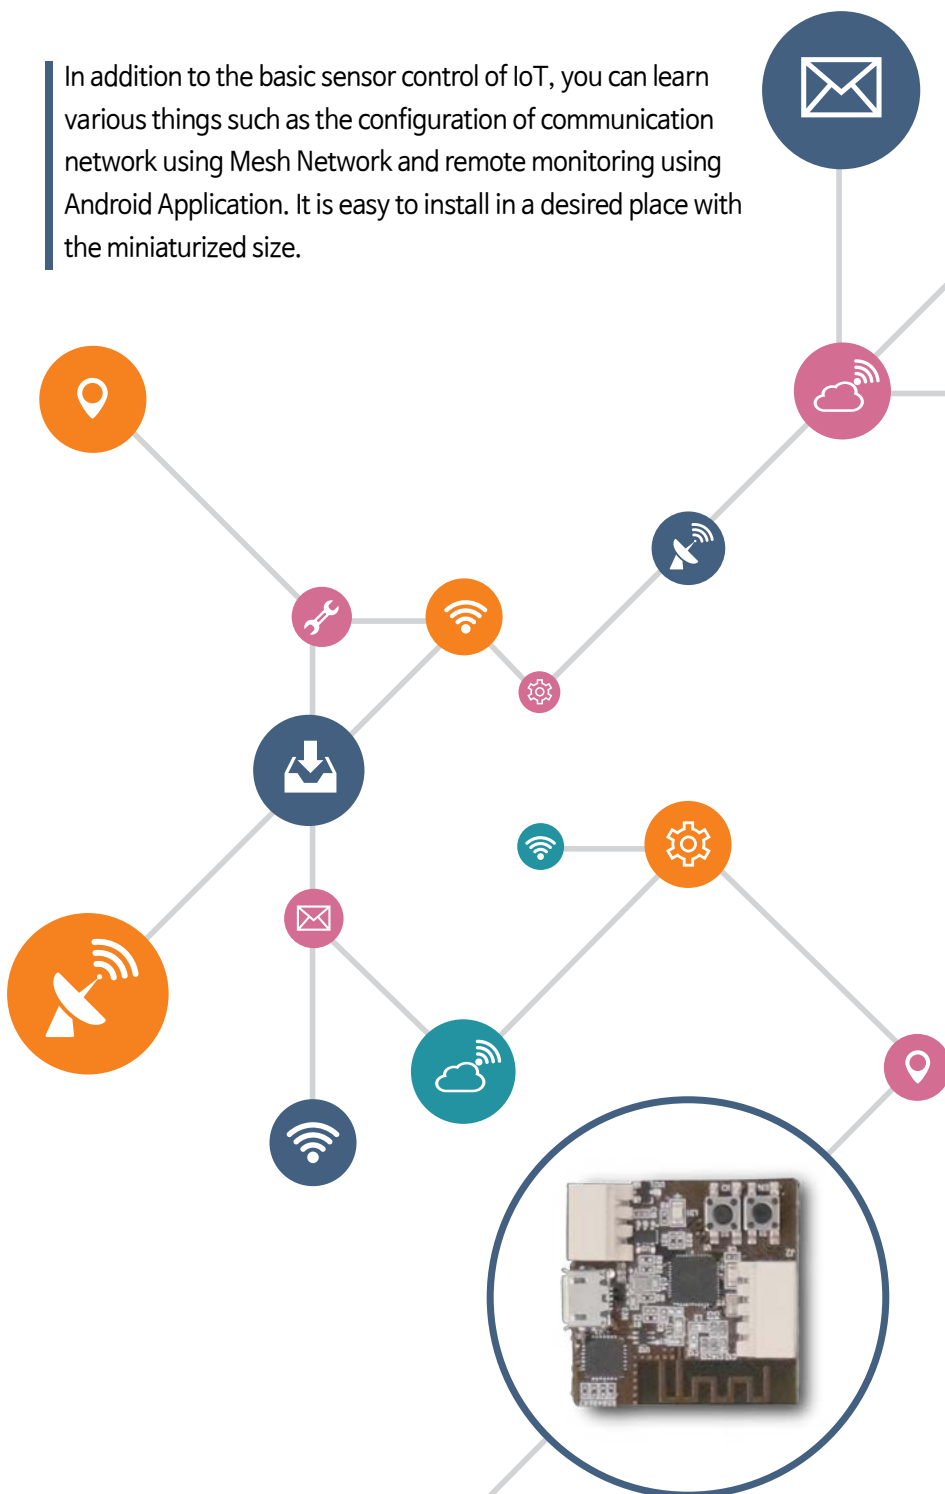 In addition to the basic sensor control of IoT, you can learn
various things such as the configuration of communication
network using Mesh Network and remote monitoring using
Android Application. It is easy to install in a desired place with
the miniaturized size.